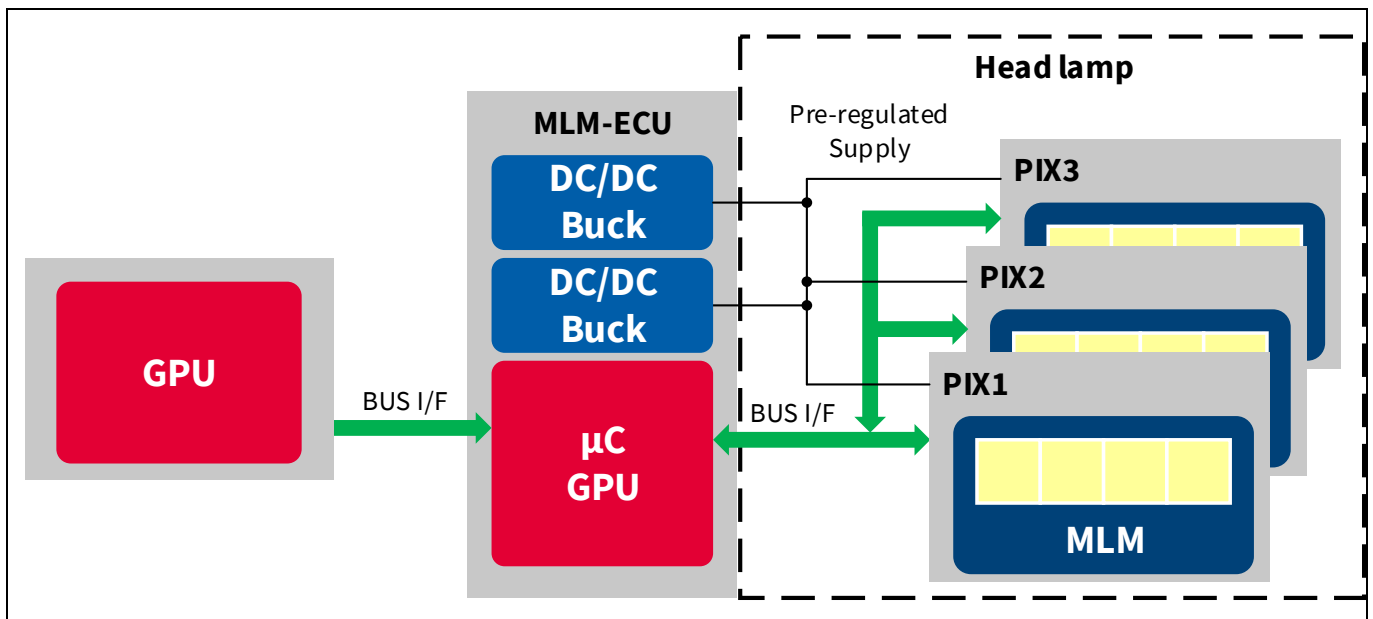 Head lamp
MLM-ECU
Pre-regulated
Supply
DC/DC
Buck
DC/DC
Buck
PIX3
PIX2
PIX1
GPU
BUS I/F
µC
GPU
BUS I/F
MLM